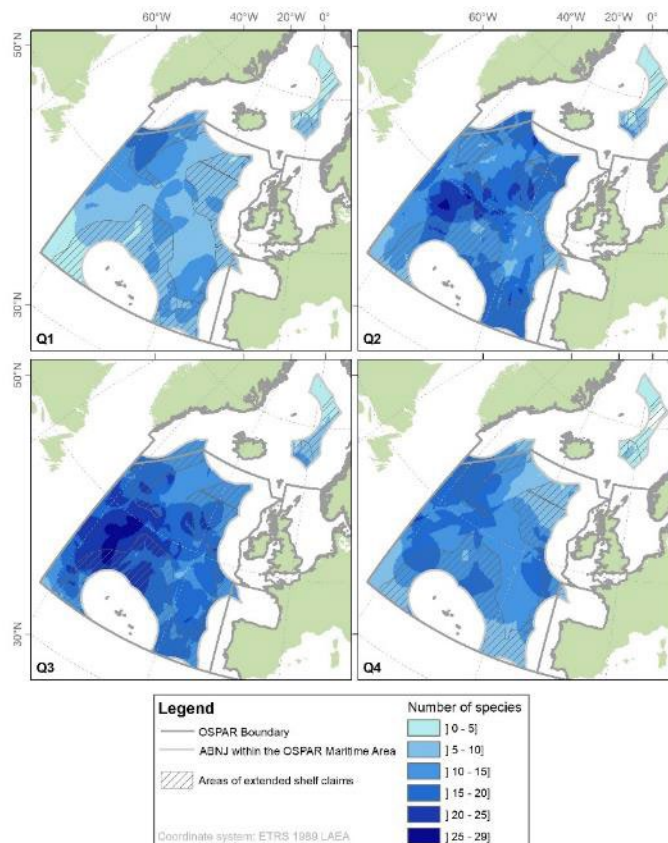 60°W 40°W 20°W 0°
60°W 40°W 20°W 0°
50°N
30°N
Q1
Q2
50°N
30°N
Q3
Q4
Legend
OSPAR Boundary
ABNJ within the OSPAR Maritime Area
Areas of extended shelf claims
Coordinate system: ETRS 1989 LAEA
Number of species
] 0 - 5]
] 5 - 10]
] 10 - 15]
] 15 - 20]
] 20 - 25]
] 25 - 29]